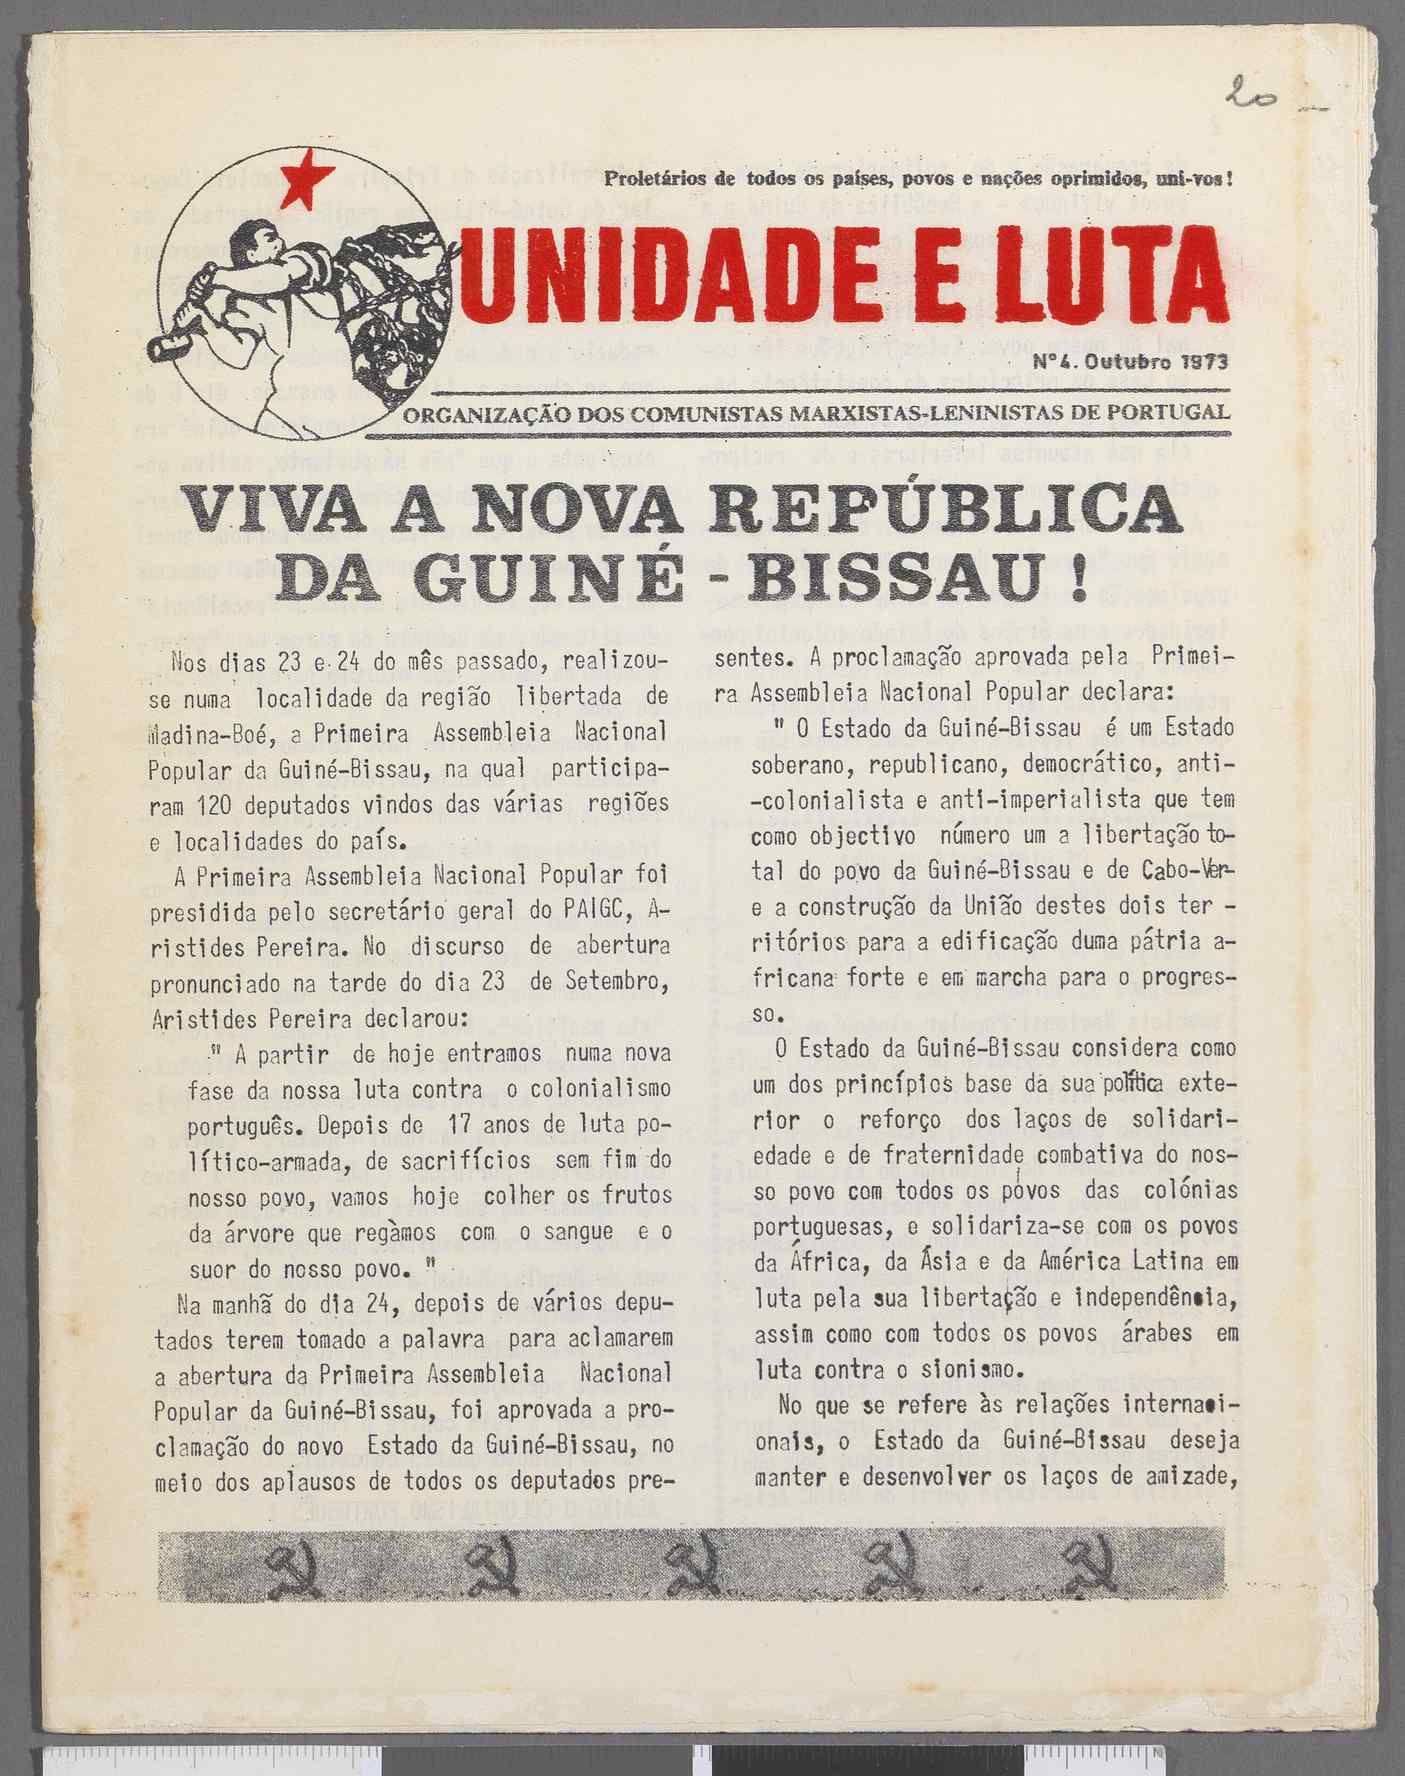 20
Proletários de todos os países, povos e nações oprimidos, uni-vos!
UNIDADE E LUTA
Nº4. Outubro 1973
ORGANIZAÇÃO DOS COMUNISTAS MARXISTAS-LENINISTAS DE PORTUGAL
VIVA A NOVA REPÚBLICA
DA GUINÉ - BISSAU !
Nos dias 23 e 24 do mês passado, realizou-
se numa localidade da região libertada de
Madina-Boé, a Primeira Assembleia Nacional
Popular da Guiné-Bissau, na qual participa-
ram 120 deputados vindos das várias regiões
e localidades do país.
A Primeira Assembleia Nacional Popular foi
presidida pelo secretário geral do PAIGC, A-
ristides Pereira. No discurso de abertura
pronunciado na tarde do dia 23 de Setembro,
Aristides Pereira declarou:
" A partir de hoje entramos numa nova
fase da nossa luta contra o colonialismo
português. Depois de 17 anos de luta po-
lítico-armada, de sacrifícios sem fim do
nosso povo, vamos hoje colher os frutos
da árvore que regàmos com o sangue e o
suor do nosso povo. "
Na manhã do dia 24, depois de vários depu-
tados terem tomado a palavra para aclamarem
a abertura da Primeira Assembleia Nacional
Popular da Guiné-Bissau, foi aprovada a pro-
clamação do novo Estado da Guiné-Bissau, no
meio dos aplausos de todos os deputados pre-
sentes. A proclamação aprovada pela Primei-
ra Assembleia Nacional Popular declara:
" O Estado da Guiné-Bissau é um Estado
soberano, republicano, democrático, anti-
-colonialista e anti-imperialista que tem
como objectivo número um a libertação to-
tal do povo da Guiné-Bissau e de Cabo-Ver-
e a construção da União destes dois ter -
ritórios para a edificação duma pátria a-
fricana forte e em marcha para o progres-
so.
O Estado da Guiné-Bissau considera como
um dos princípios base da sua política exte-
rior o reforço dos laços de solidari-
edade e de fraternidade combativa do nos-
so povo com todos os póvos das colónias
portuguesas, e solidariza-se com os povos
da África, da Ásia e da América Latina em
luta pela sua libertação e independência,
assim como com todos os povos árabes em
luta contra o sionismo.
No que se refere às relações internaci-
onais, o Estado da Guiné-Bissau deseja
manter e desenvolver os laços de amizade,